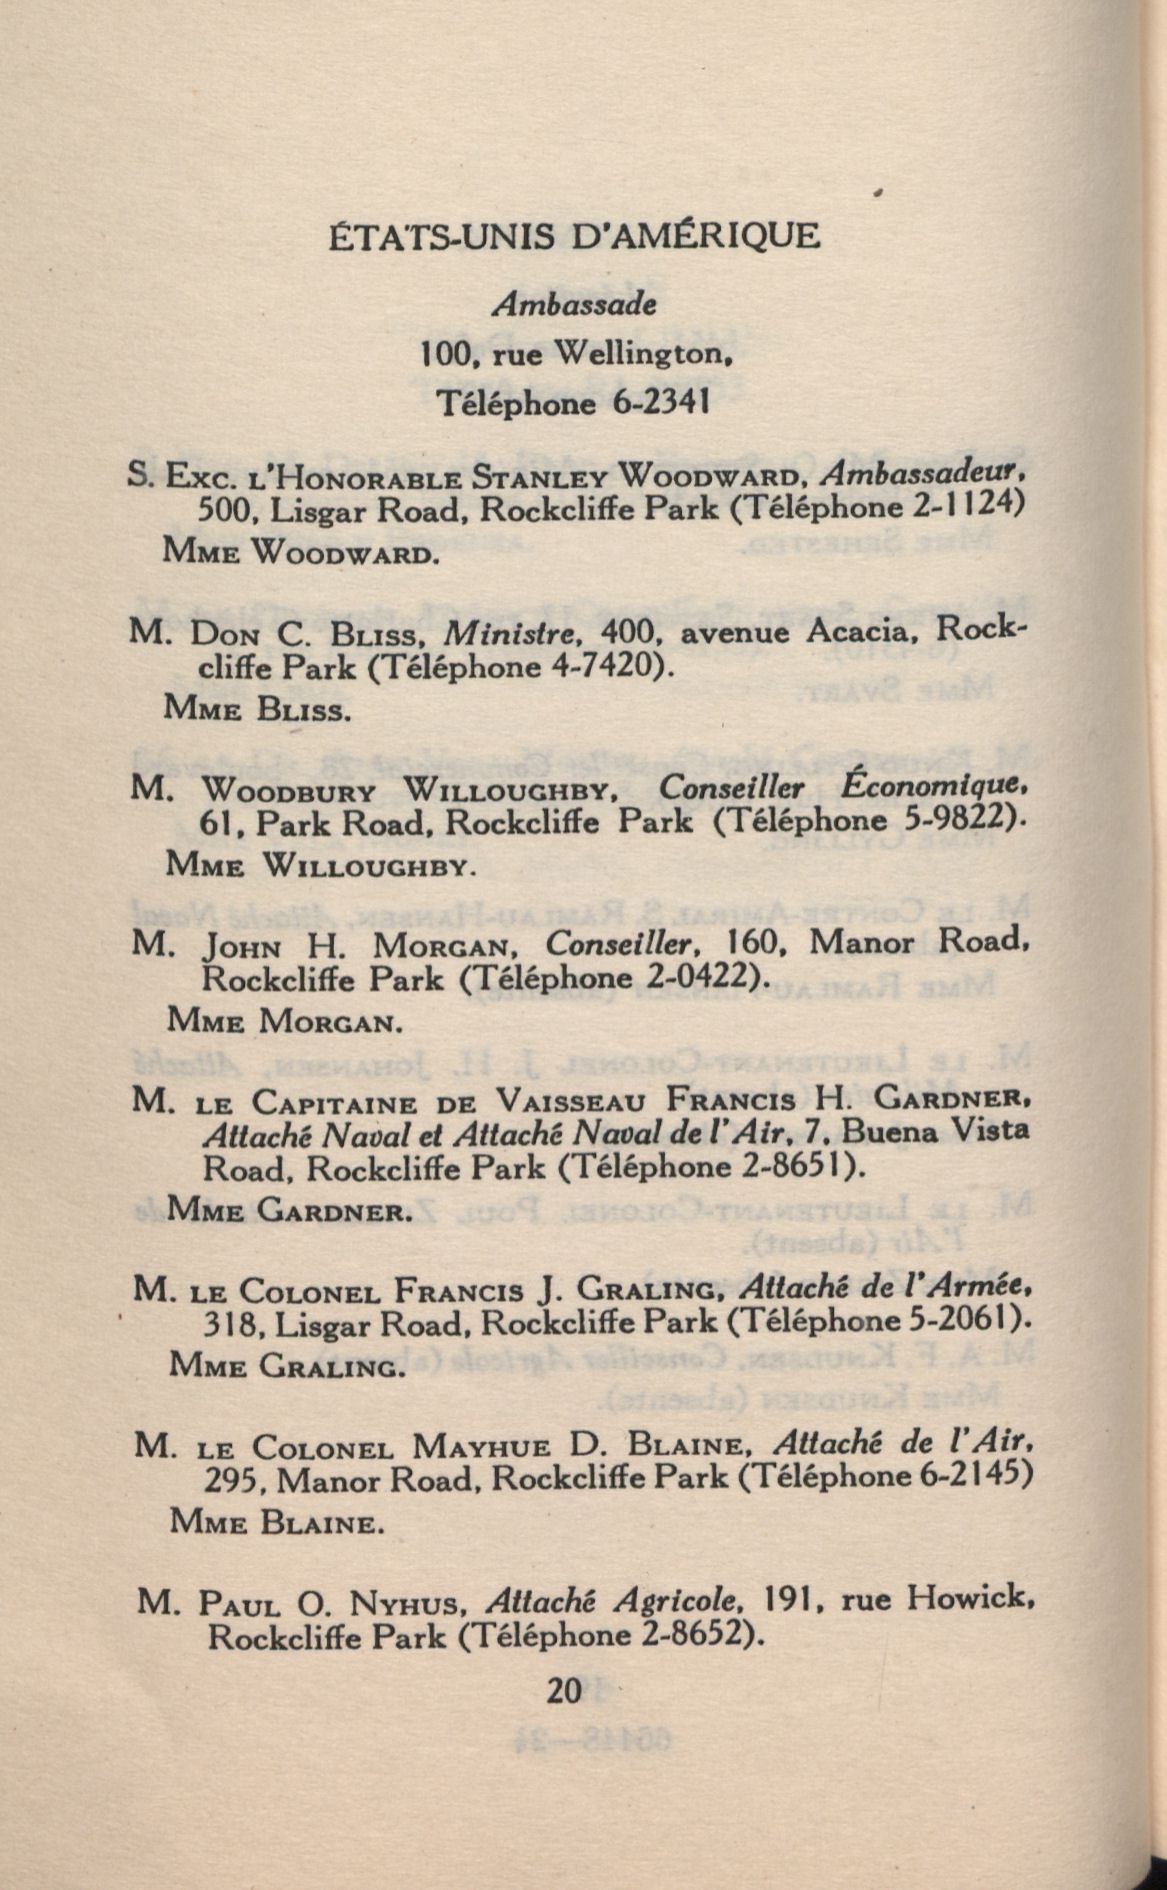 ÉTATS-UNIS D'AMÉRIQUE
Ambassade
100, rue Wellington,
Téléphone 6-2341
S. Exc. l'Honorable Stanley Woodward, Ambassadeur,
500, Lisgar Road, Rockcliffe Park (Téléphone 2-1124)
Mme Woodward.
M. Don C. Bliss, Ministre, 400, avenue Acacia, Rock-
cliffe Park (Téléphone 4-7420).
Mme Bliss.
M. Woodbury Willoughby, Conseiller Économique,
61, Park Road, Rockcliffe Park (Téléphone 5-9822).
Mme Willoughby.
M. John H. Morgan, Conseiller, 160, Manor Road,
Rockcliffe Park (Téléphone 2-0422).
Mme Morgan.
M. le Capitaine de Vaisseau Francis H. Gardner,
Attaché Naval et Attaché Naval de l'Air, 7, Buena Vista
Road, Rockcliffe Park (Téléphone 2-8651).
Mme Gardner.
M. le Colonel Francis J. Graling, Attaché de l'Armée,
318, Lisgar Road, Rockcliffe Park (Téléphone 5-2061).
Mme Graling.
M. le Colonel Mayhue D. Blaine, Attaché de l'Air,
295, Manor Road, Rockcliffe Park (Téléphone 6-2145)
Mme Blaine.
M. Paul O. Nyhus, Attaché Agricole, 191, rue Howick,
Rockcliffe Park (Téléphone 2-8652).
20